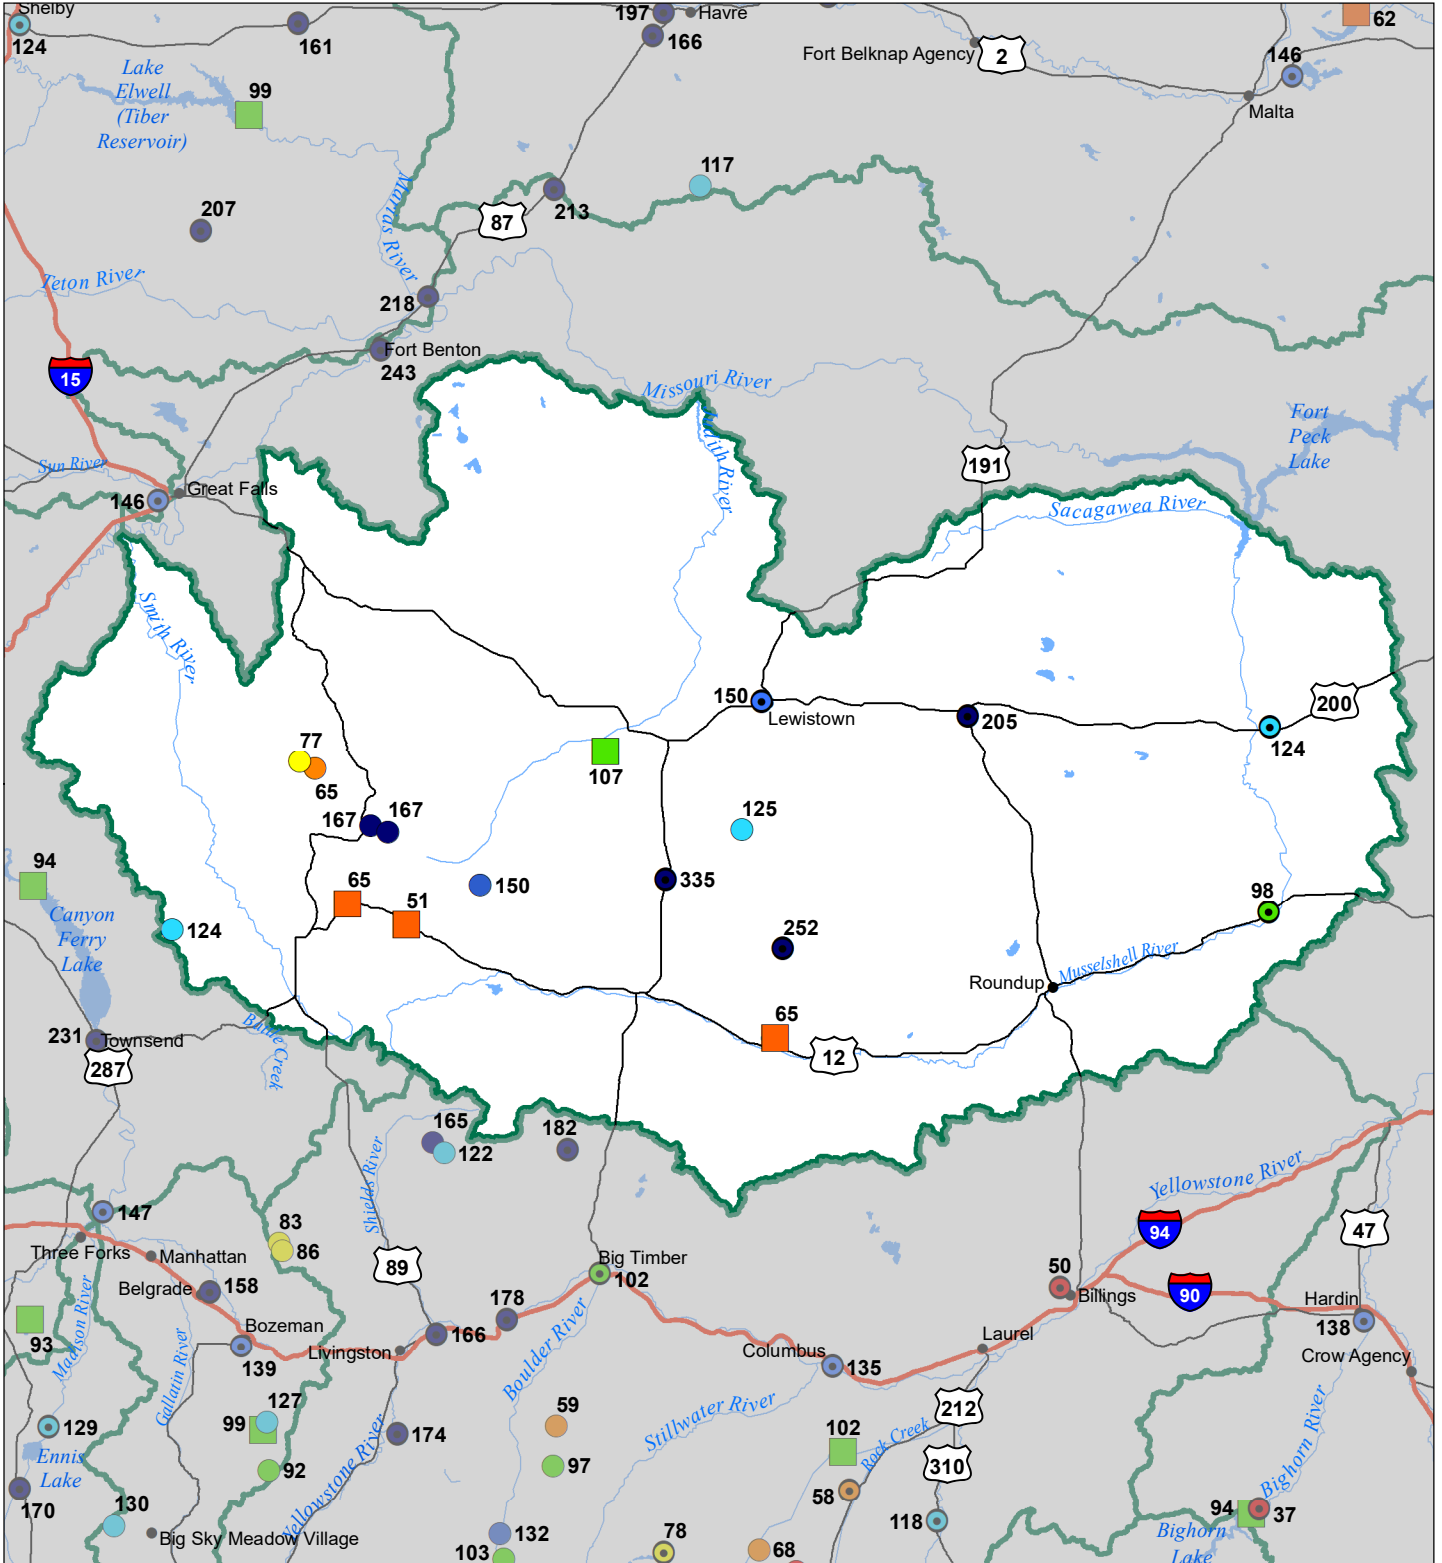 Shelby
124
161
197
Havre
166
Fort Belknap Agency
2
62
146
Malta
Lake
Elwell
(Tiber
Reservoir)
99
117
Marias River
213
87
207
Teton River
218
Fort Benton
243
15
Missouri River
Judith River
Fort
Peck
Lake
191
Sun River
Great Falls
146
Sacagawea River
Smith River
150
Lewistown
205
200
124
77
65
107
167
167
125
94
65
51
150
335
98
Canyon
Ferry
Lake
124
252
Musselshell River
Roundup
65
12
231
Townsend
287
Battle Creek
165
122
182
Shields River
Yellowstone River
147
83
86
Three Forks
Manhattan
Belgrade
158
89
Big Timber
102
94
47
50
Billings
90
Hardin
138
93
Madison River
Bozeman
139
Gallatin River
Livingston
166
178
Boulder River
Columbus
135
Laurel
Crow Agency
127
99
129
Ennis
Lake
92
174
Yellowstone River
59
97
Stillwater River
102
Rock Creek
212
310
58
Bighorn River
170
130
Big Sky Meadow Village
132
103
78
68
118
94
37
Bighorn
Lake